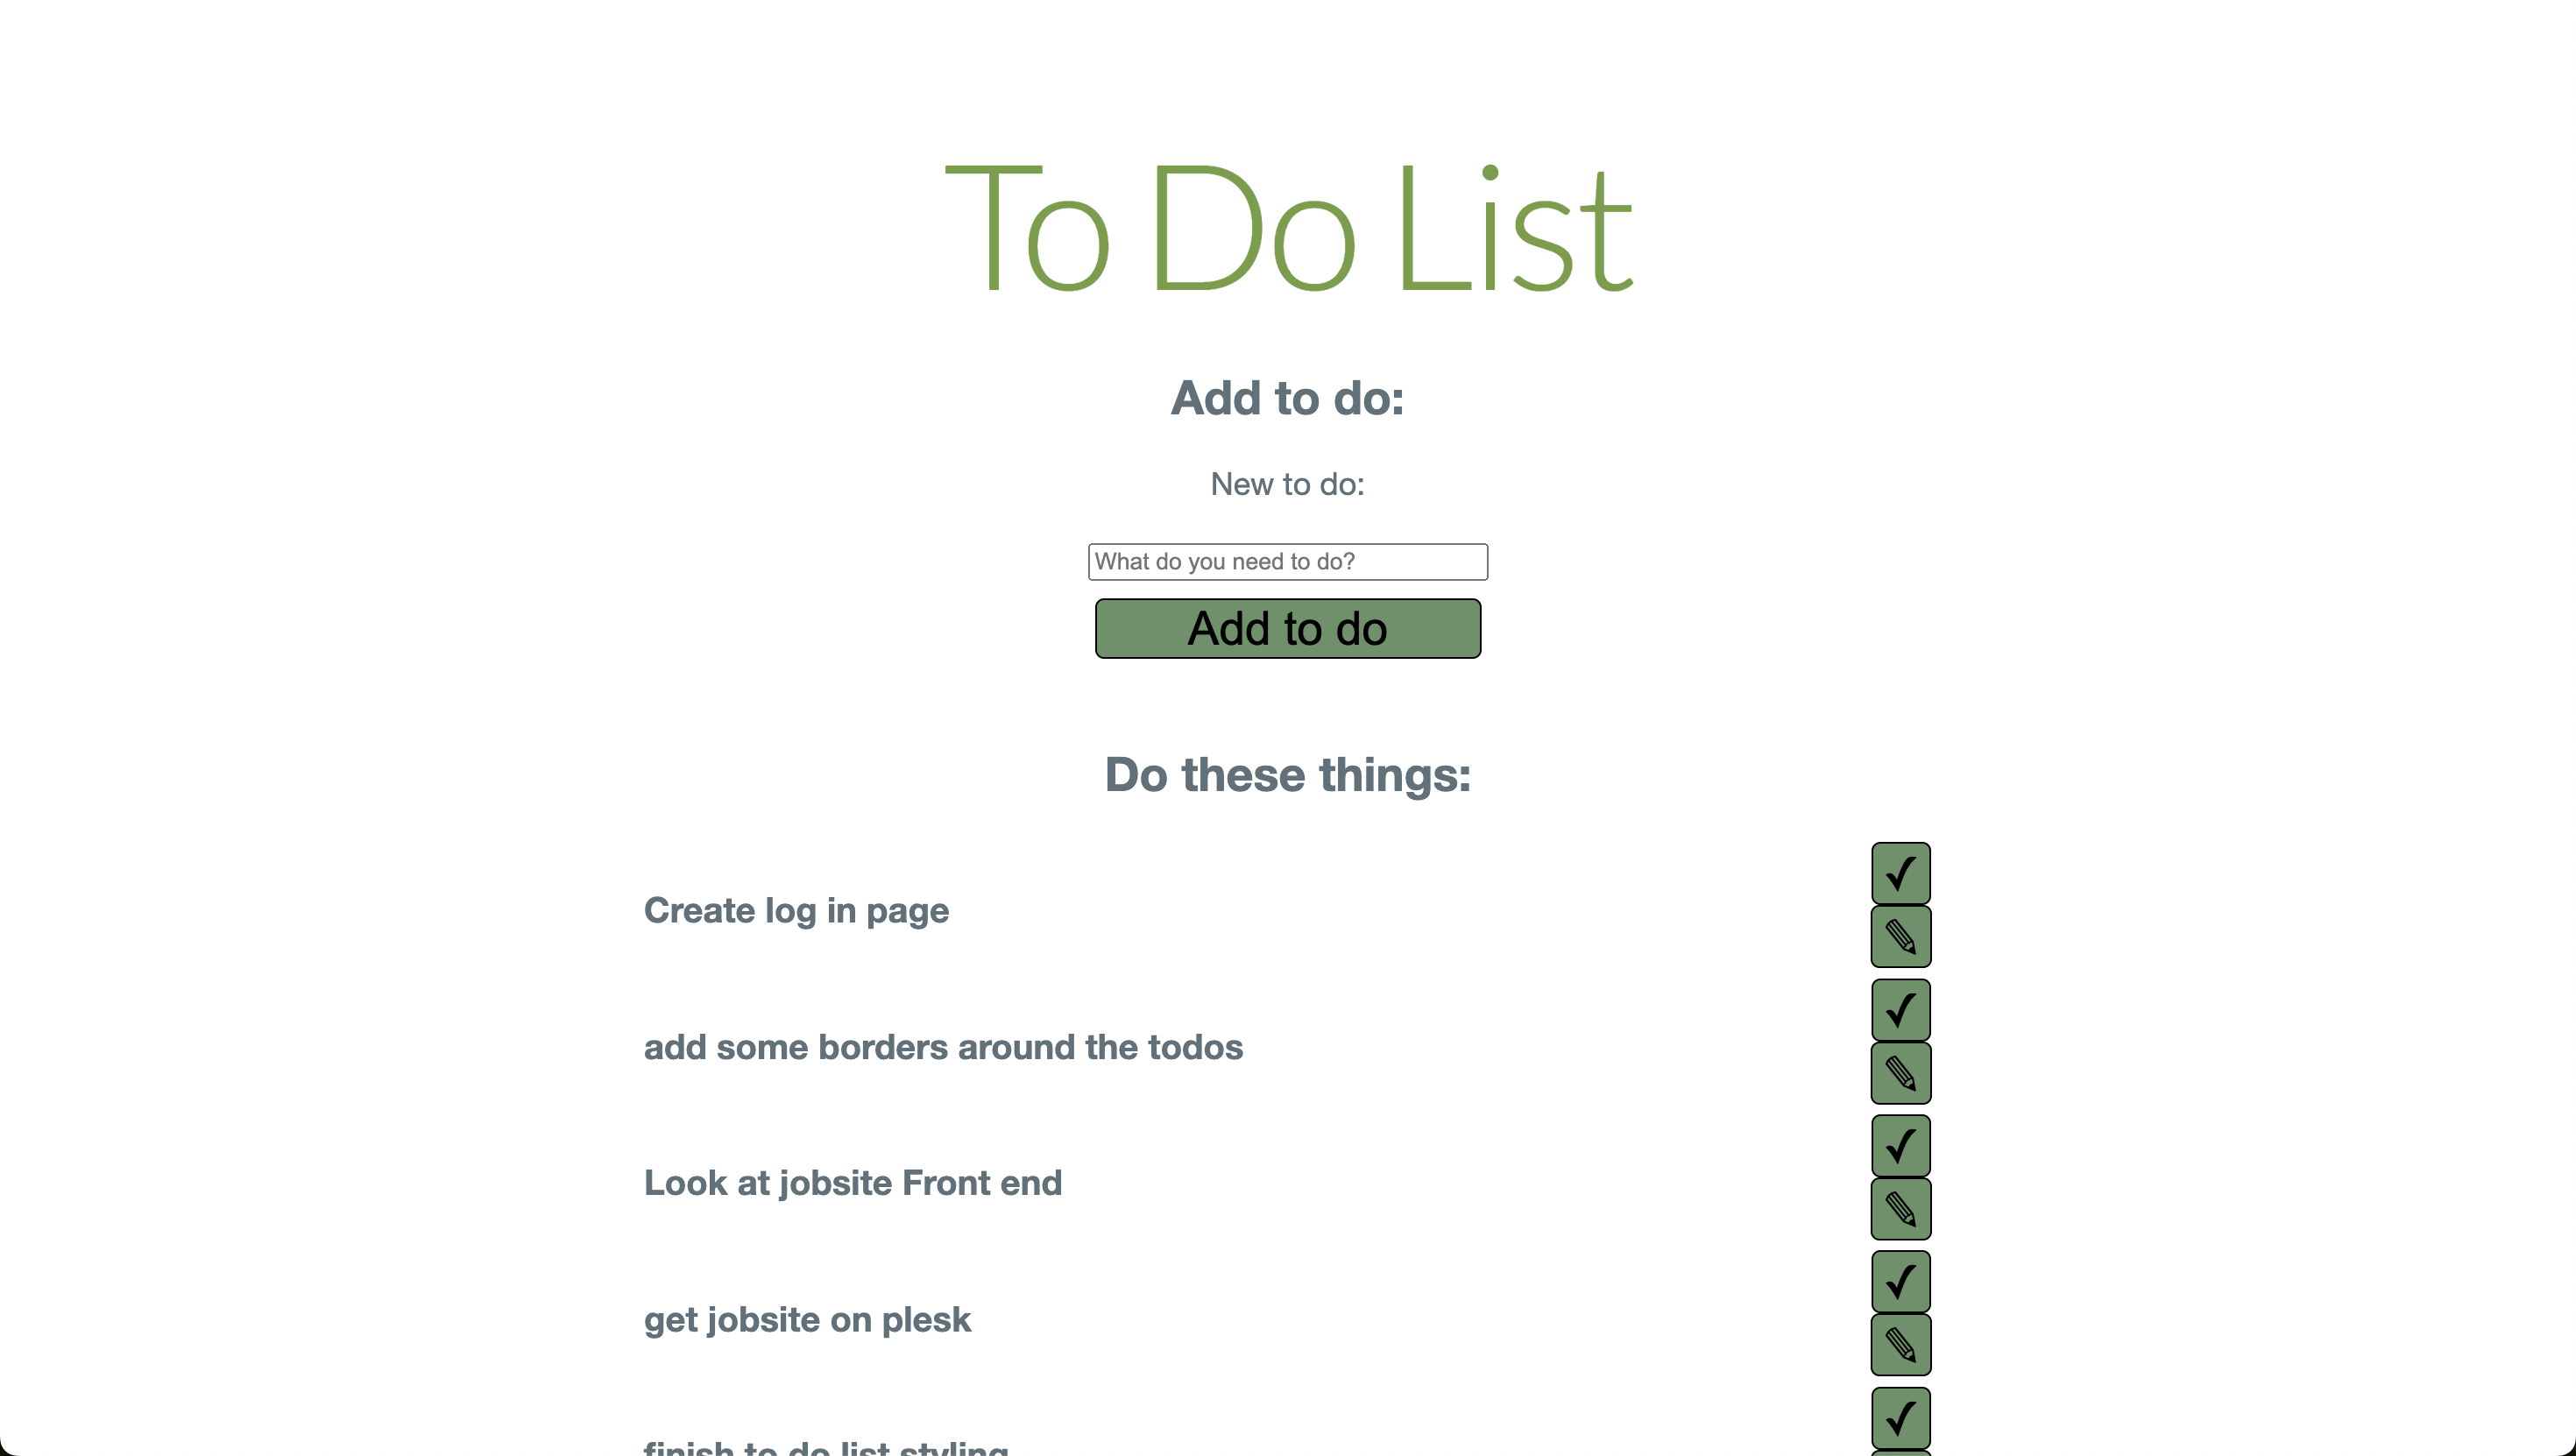 To Do List
Add to do:
New to do:
What do you need to do?
Add to do
Do these things:
Create log in page
add some borders around the todos
Look at jobsite Front end
get jobsite on plesk
finish to do list styling